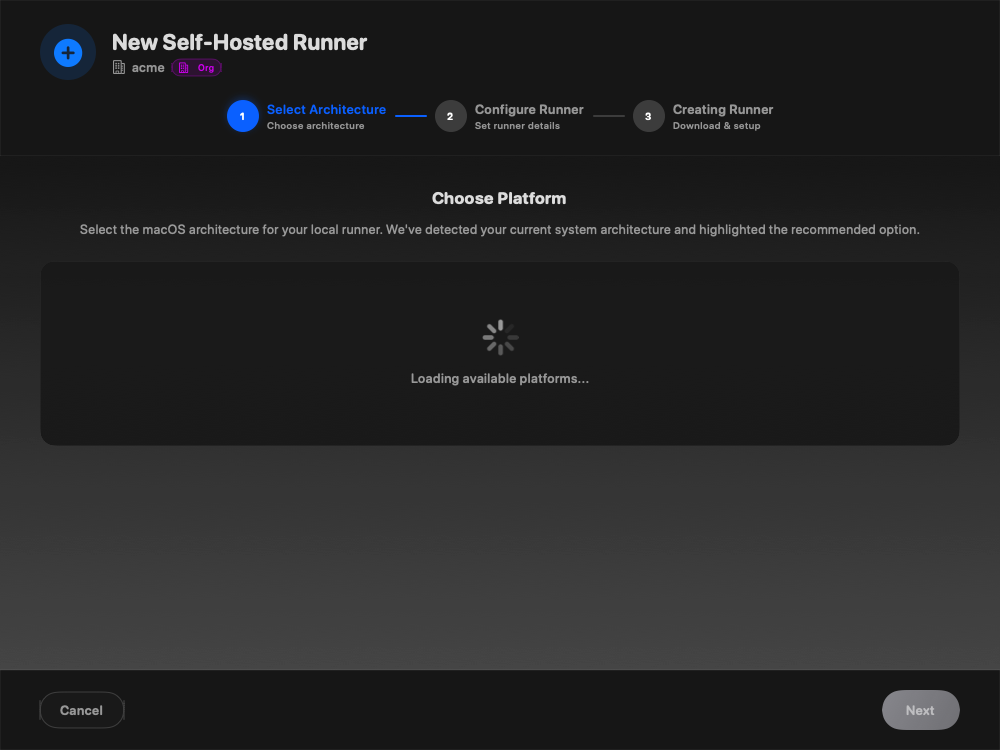 New Self-Hosted Runner
acme Org
1 Select Architecture
Choose architecture
2 Configure Runner
Set runner details
3 Creating Runner
Download & setup
Choose Platform
Select the macOS architecture for your local runner. We've detected your current system architecture and highlighted the recommended option.
Loading available platforms...
Cancel
Next